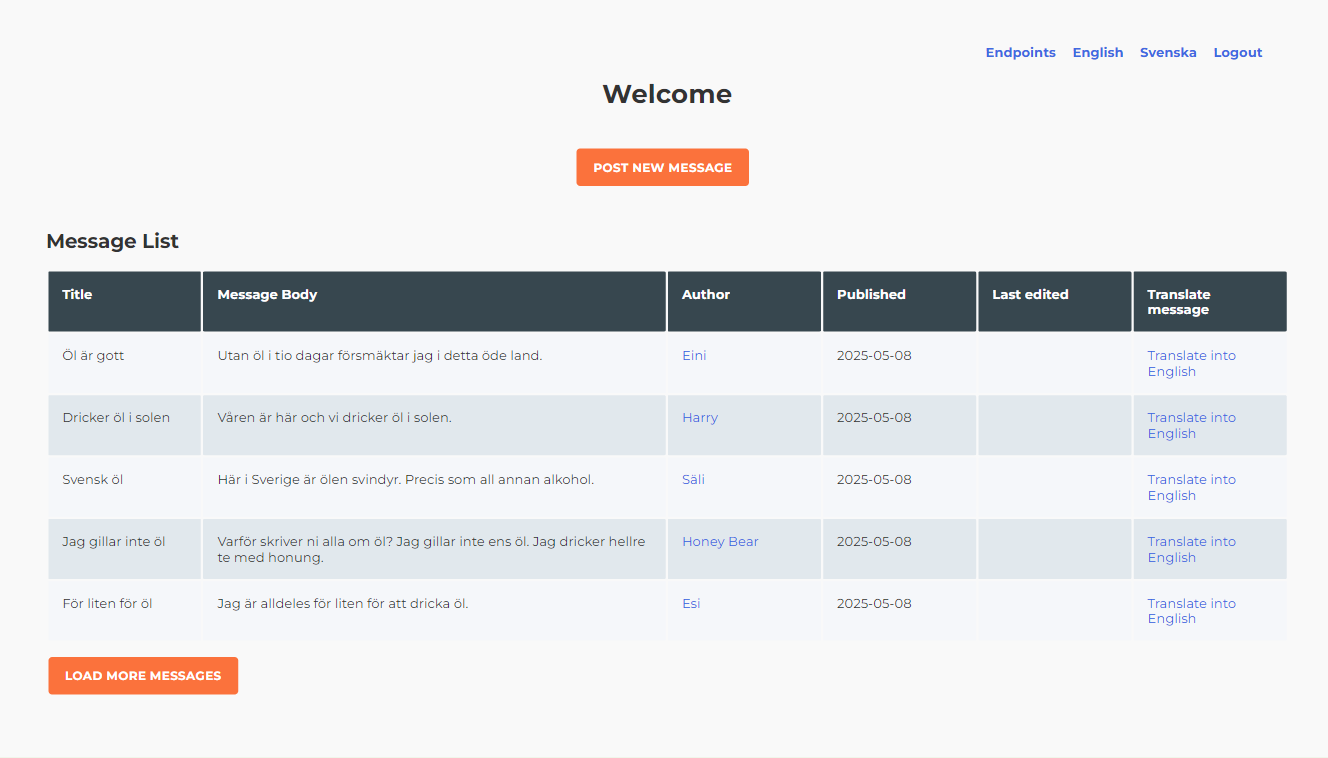 Endpoints English Svenska Logout
Welcome
POST NEW MESSAGE
Message List
Title Message Body Author Published Last edited Translate
message
Öl är gott Utan öl i tio dagar försmäktar jag i detta öde land. Eini 2025-05-08 Translate into
English
Dricker öl i solen Våren är här och vi dricker öl i solen. Harry 2025-05-08 Translate into
English
Svensk öl Här i Sverige är ölen svindyr. Precis som all annan alkohol. Säli 2025-05-08 Translate into
English
Jag gillar inte öl Varför skriver ni alla om öl? Jag gillar inte ens öl. Jag dricker hellre Honey Bear 2025-05-08 Translate into
te med honung. English
För liten för öl Jag är alldeles för liten för att dricka öl. Esi 2025-05-08 Translate into
English
LOAD MORE MESSAGES